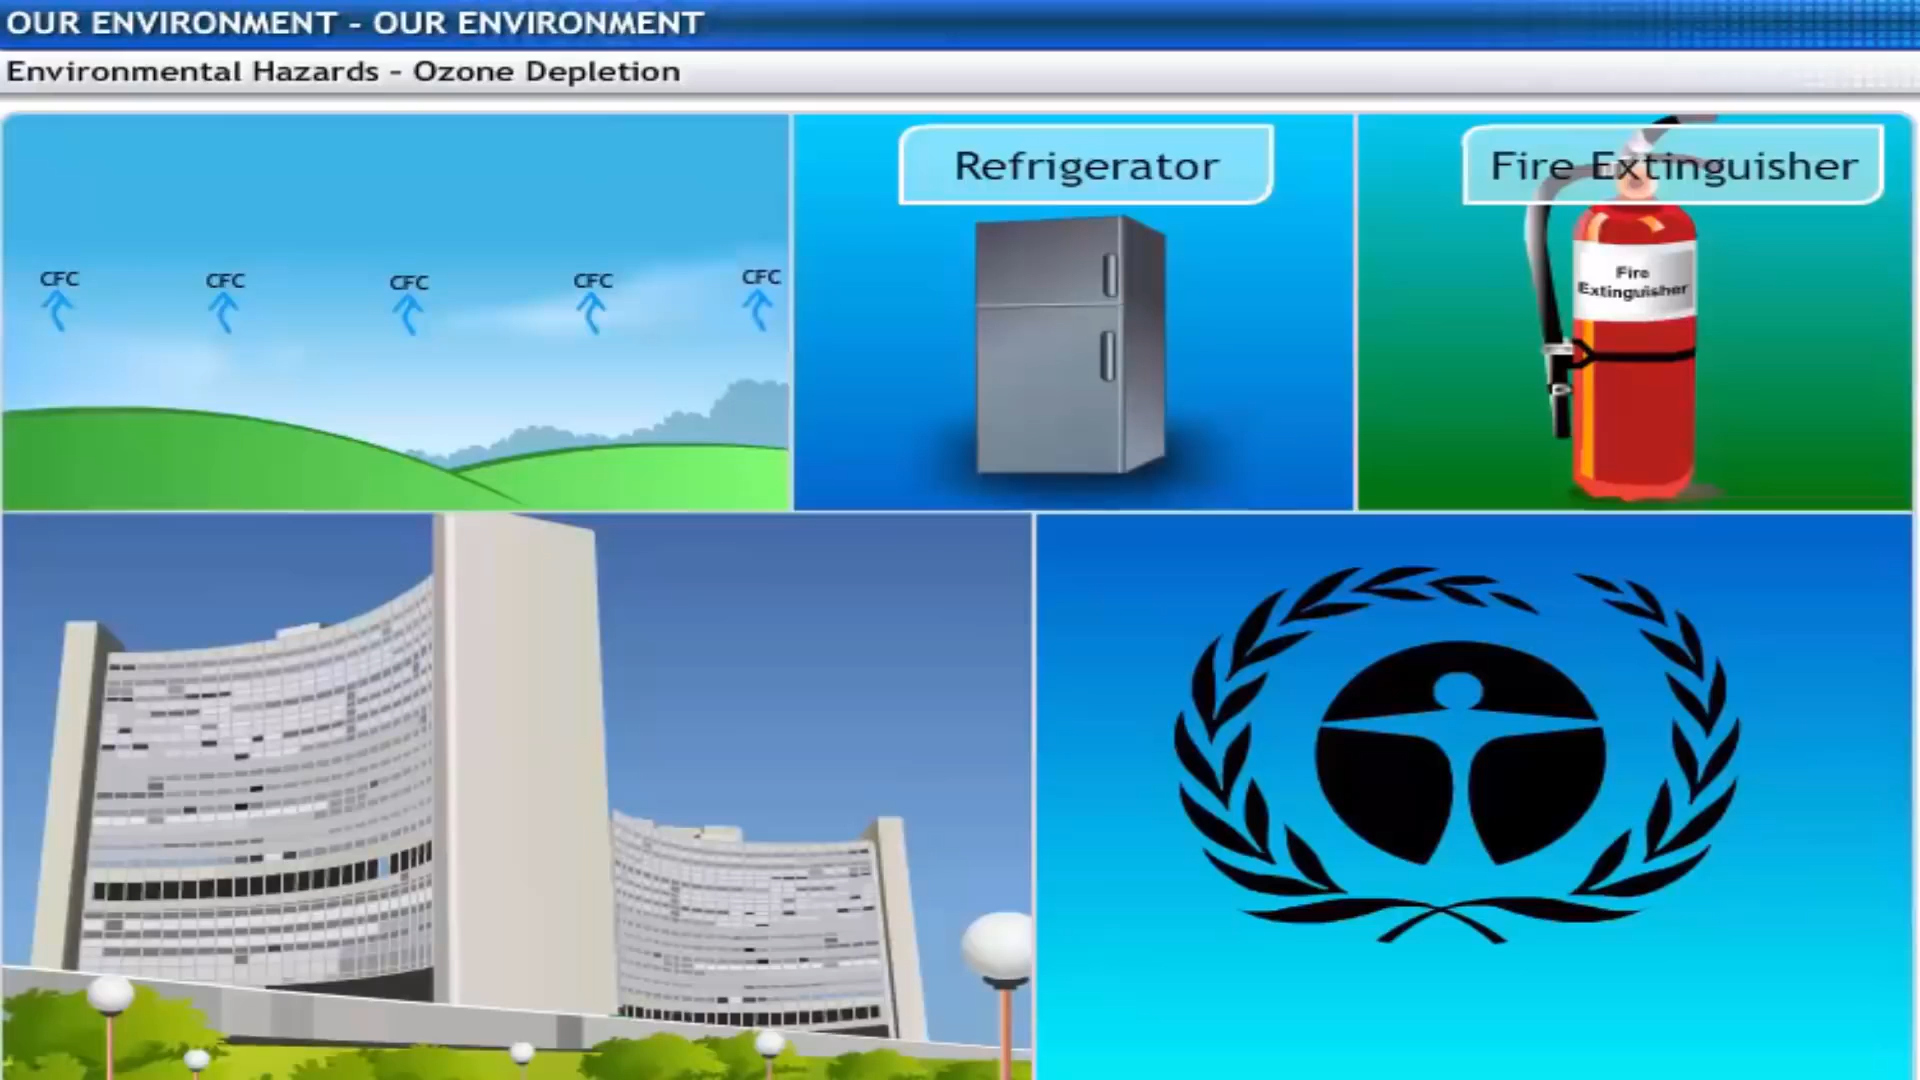 OUR ENVIRONMENT - OUR ENVIRONMENT
Environmental Hazards - Ozone Depletion
Refrigerator
Fire Extinguisher
CFC CFC CFC CFC CFC
Fire
Extinguisher